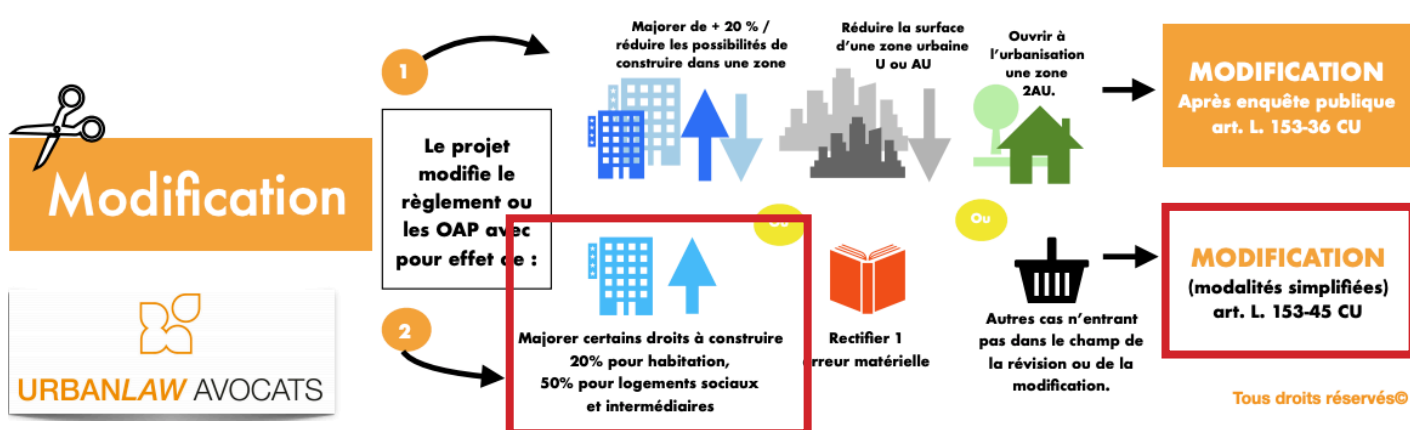 Modification
URBANLAW AVOCATS
1
Le projet
modifie le
règlement ou
les OAP avec
pour effet de :
2
Majorer de + 20 % /
réduire les possibilités de
construire dans une zone
Réduire la surface
d'une zone urbaine
U ou AU
Ouvrir à
l'urbanisation
une zone
2AU.
MODIFICATION
Après enquête publique
art. L. 153-36 CU
Ou
Ou
Majorer certains droits à construire
20% pour habitation,
50% pour logements sociaux
et intermédiaires
Rectifier 1
erreur matérielle
Autres cas n'entrant
pas dans le champ de
la révision ou de la
modification.
MODIFICATION
(modalités simplifiées)
art. L. 153-45 CU
Tous droits réservés©